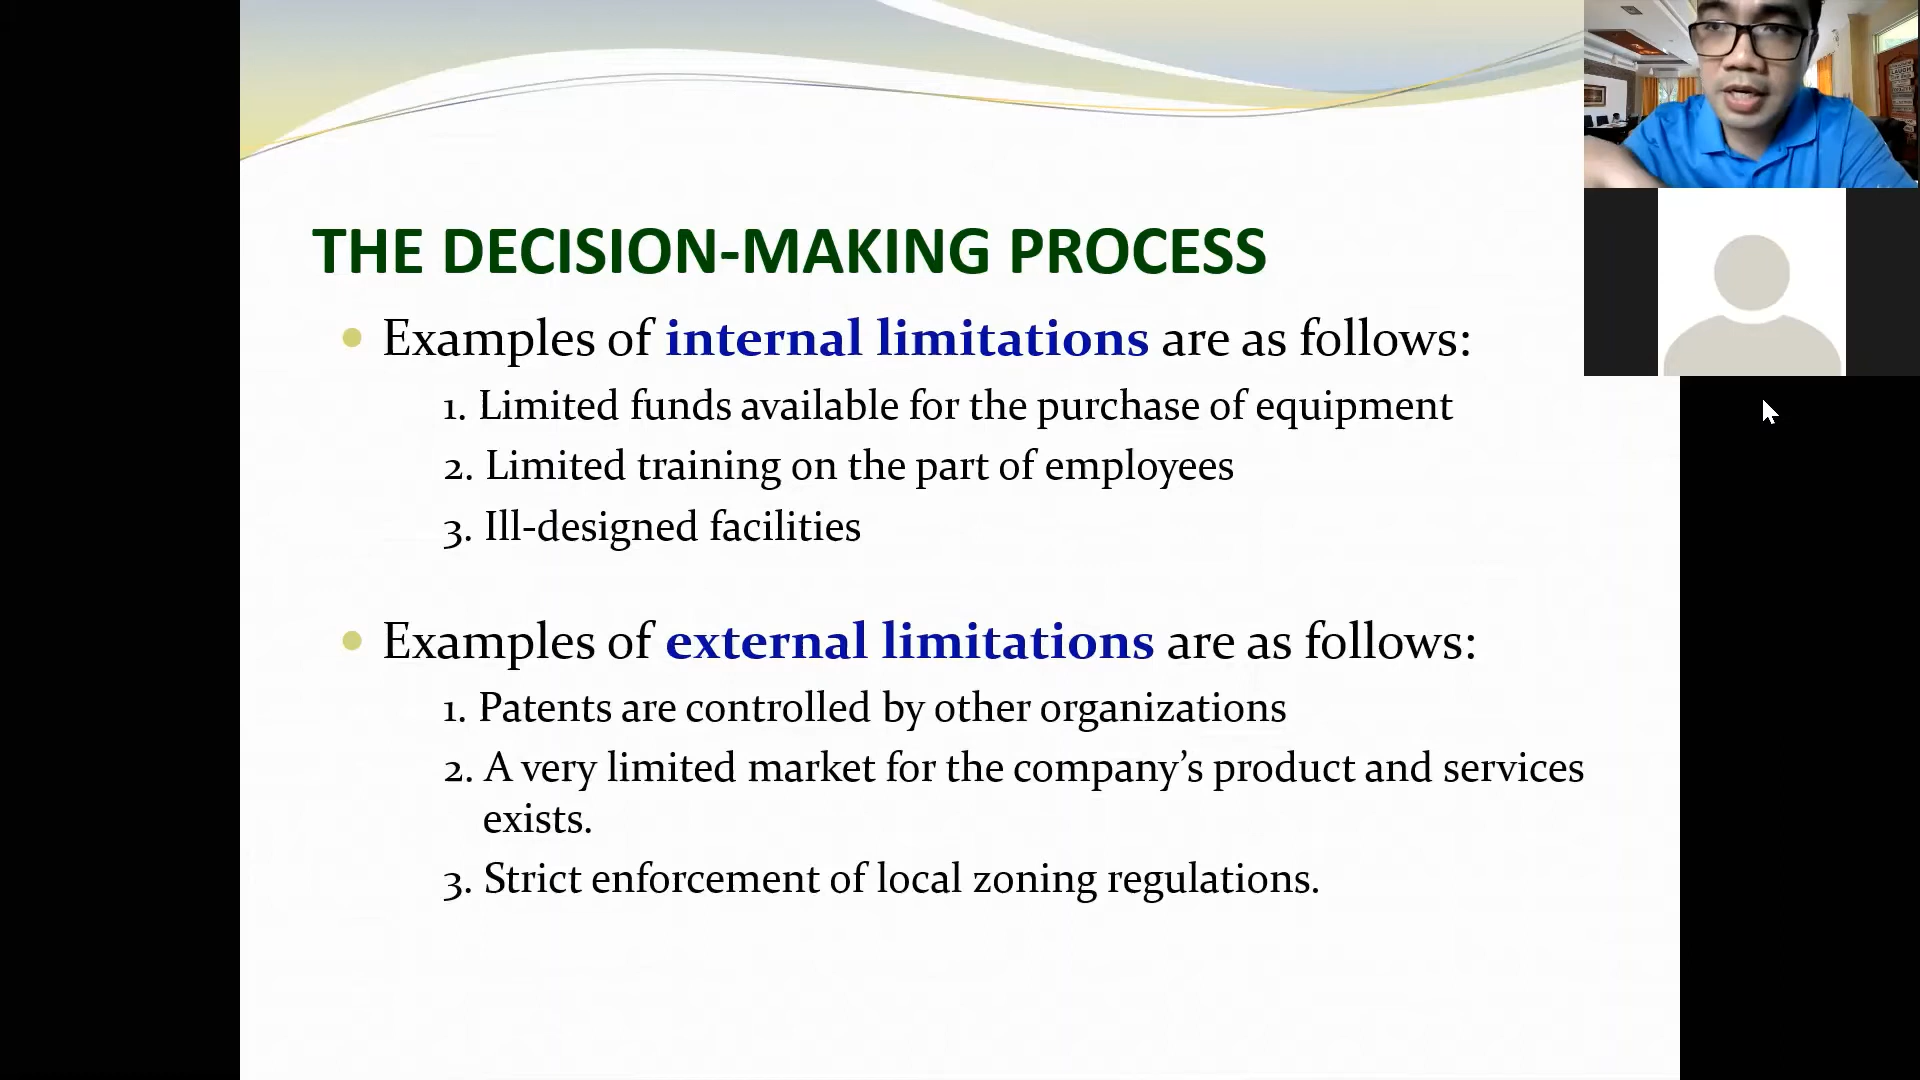 THE DECISION-MAKING PROCESS
Examples of internal limitations are as follows:
1. Limited funds available for the purchase of equipment
2. Limited training on the part of employees
3. Ill-designed facilities
Examples of external limitations are as follows:
1. Patents are controlled by other organizations
2. A very limited market for the company’s product and services
exists.
3. Strict enforcement of local zoning regulations.